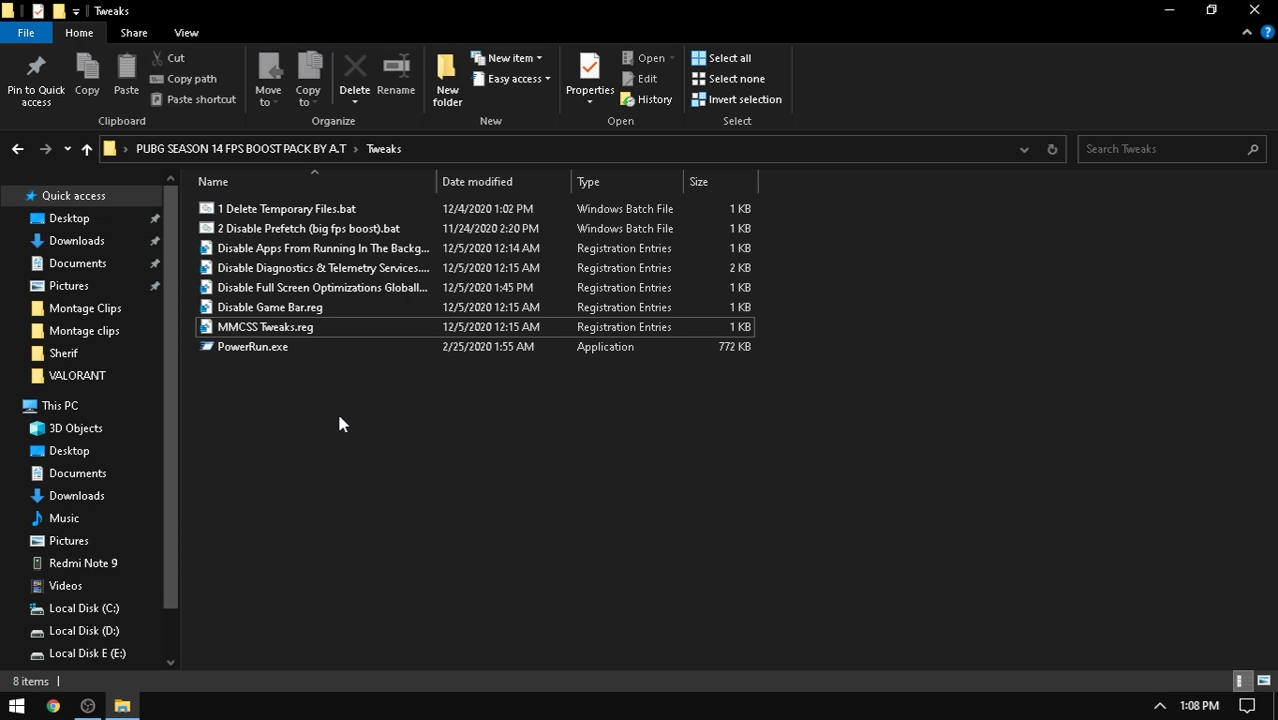 Tweaks
File Home Share View
Pin to Quick access
Copy
Paste
Cut
Copy path
Paste shortcut
Clipboard
Move to
Copy to
Delete
Rename
Organize
New folder
New item
Easy access
New
Properties
Open
Edit
History
Open
Select all
Select none
Invert selection
Select
PUBG SEASON 14 FPS BOOST PACK BY A.T > Tweaks
Search Tweaks
Name Date modified Type Size
1 Delete Temporary Files.bat 12/4/2020 1:02 PM Windows Batch File 1 KB
2 Disable Prefetch (big fps boost).bat 11/24/2020 2:20 PM Windows Batch File 1 KB
Disable Apps From Running In The Backg... 12/5/2020 12:14 AM Registration Entries 1 KB
Disable Diagnostics & Telemetry Services.... 12/5/2020 12:15 AM Registration Entries 2 KB
Disable Full Screen Optimizations Globall... 12/5/2020 1:45 PM Registration Entries 1 KB
Disable Game Bar.reg 12/5/2020 12:15 AM Registration Entries 1 KB
MMCSS Tweaks.reg 12/5/2020 12:15 AM Registration Entries 1 KB
PowerRun.exe 2/25/2020 1:55 AM Application 772 KB
Quick access
Desktop
Downloads
Documents
Pictures
Montage Clips
Montage clips
Sherif
VALORANT
This PC
3D Objects
Desktop
Documents
Downloads
Music
Pictures
Redmi Note 9
Videos
Local Disk (C:)
Local Disk (D:)
Local Disk E (E:)
8 items
1:08 PM